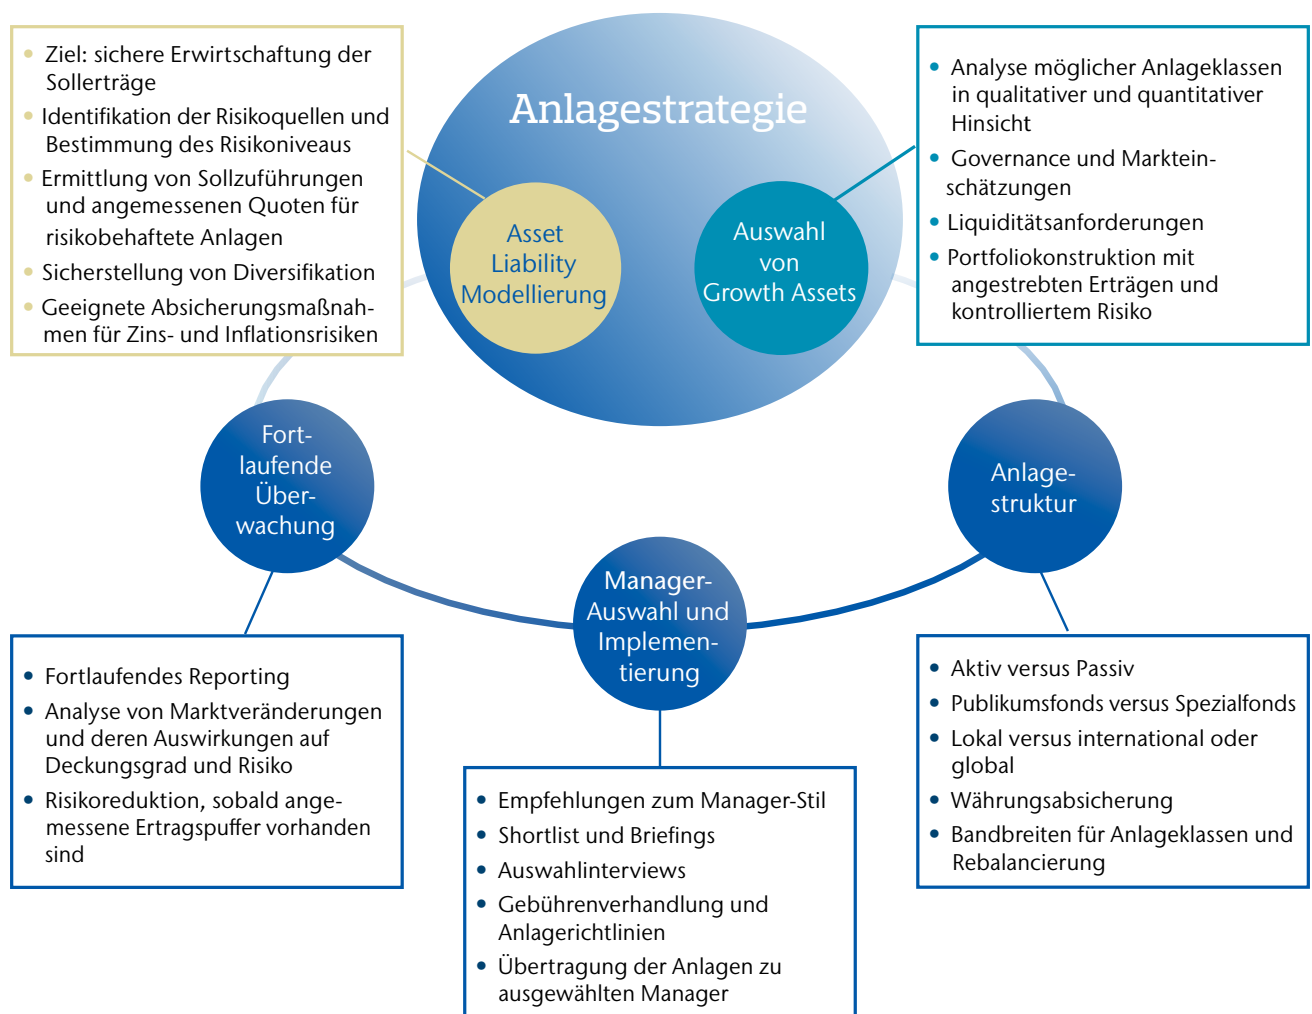 Anlagestrategie
• Ziel: sichere Erwirtschaftung der
Sollerträge
• Identifikation der Risikoquellen und
Bestimmung des Risikoniveaus
• Ermittlung von Sollzuführungen
und angemessenen Quoten für
risikobehaftete Anlagen
• Sicherstellung von Diversifikation
• Geeignete Absicherungsmaßnah-
men für Zins- und Inflationsrisiken
Asset
Liability
Modellierung
Auswahl
von
Growth Assets
• Analyse möglicher Anlageklassen
in qualitativer und quantitativer
Hinsicht
• Governance und Marktein-
schätzungen
• Liquiditätsanforderungen
• Portfoliokonstruktion mit
angestrebten Erträgen und
kontrolliertem Risiko
Fort-
laufende
Über-
wachung
Anlage-
struktur
Manager-
Auswahl und
Implemen-
tierung
• Fortlaufendes Reporting
• Analyse von Marktveränderungen
und deren Auswirkungen auf
Deckungsgrad und Risiko
• Risikoreduktion, sobald ange-
messene Ertragspuffer vorhanden
sind
• Empfehlungen zum Manager-Stil
• Shortlist und Briefings
• Auswahlinterviews
• Gebührenverhandlung und
Anlagerichtlinien
• Übertragung der Anlagen zu
ausgewählten Manager
• Aktiv versus Passiv
• Publikumsfonds versus Spezialfonds
• Lokal versus international oder
global
• Währungsabsicherung
• Bandbreiten für Anlageklassen und
Rebalancierung